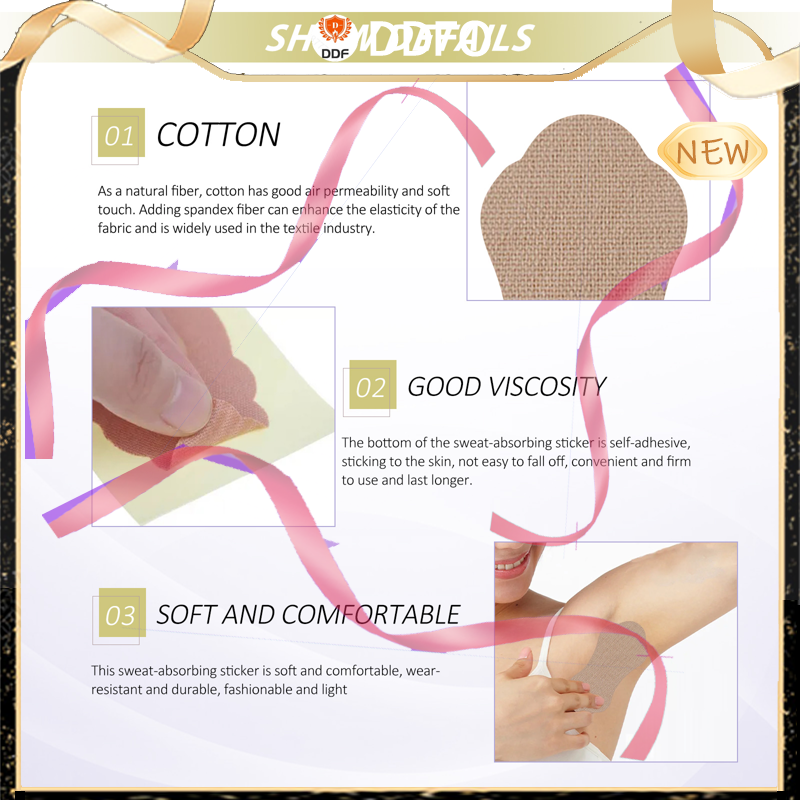 SHOW DETAILS
DDFO
D
DDF
NEW
01 COTTON
As a natural fiber, cotton has good air permeability and soft
touch. Adding spandex fiber can enhance the elasticity of the
fabric and is widely used in the textile industry.
02 GOOD VISCOSITY
The bottom of the sweat-absorbing sticker is self-adhesive,
sticking to the skin, not easy to fall off, convenient and firm
to use and last longer.
03 SOFT AND COMFORTABLE
This sweat-absorbing sticker is soft and comfortable, wear-
resistant and durable, fashionable and light